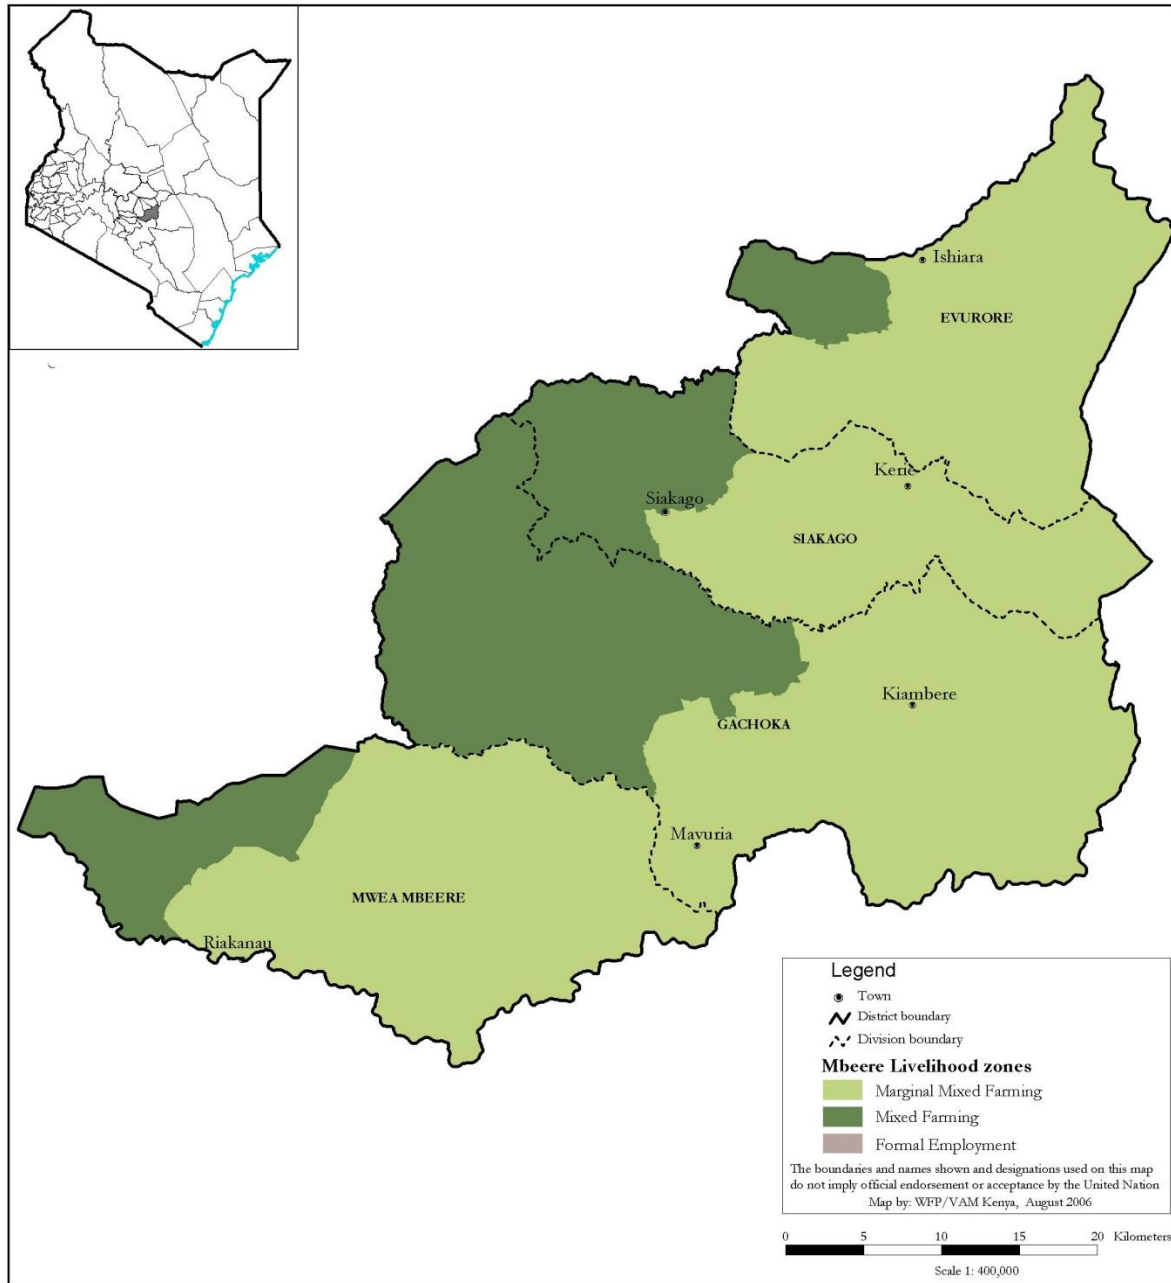 Ishiara
EVURORE
Kerie
Siakago
SIAKAGO
Kiambere
GACHOKA
Mavuria
MWEA MBEERE
Riakanau
Legend
Town
District boundary
Division boundary
Mbeere Livelihood zones
Marginal Mixed Farming
Mixed Farming
Formal Employment
The boundaries and names shown and designations used on this map
do not imply official endorsement or acceptance by the United Nation
Map by: WFP/VAM Kenya, August 2006
0 5 10 15 20 Kilometers
Scale 1: 400,000